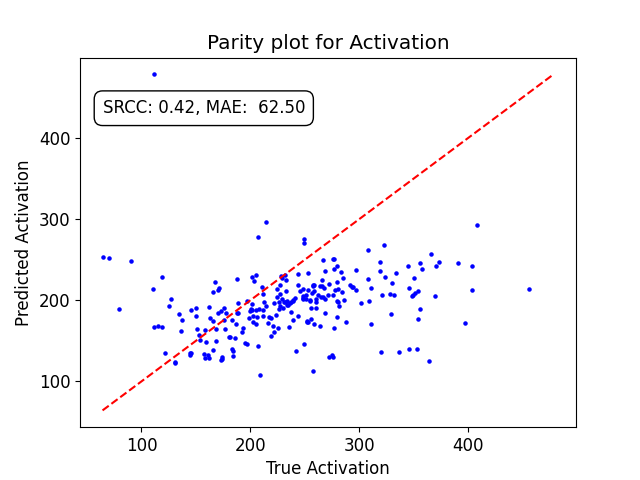 Parity plot for Activation
SRCC: 0.42, MAE:  62.50
Predicted Activation
400
300
200
100
100 200 300 400
True Activation